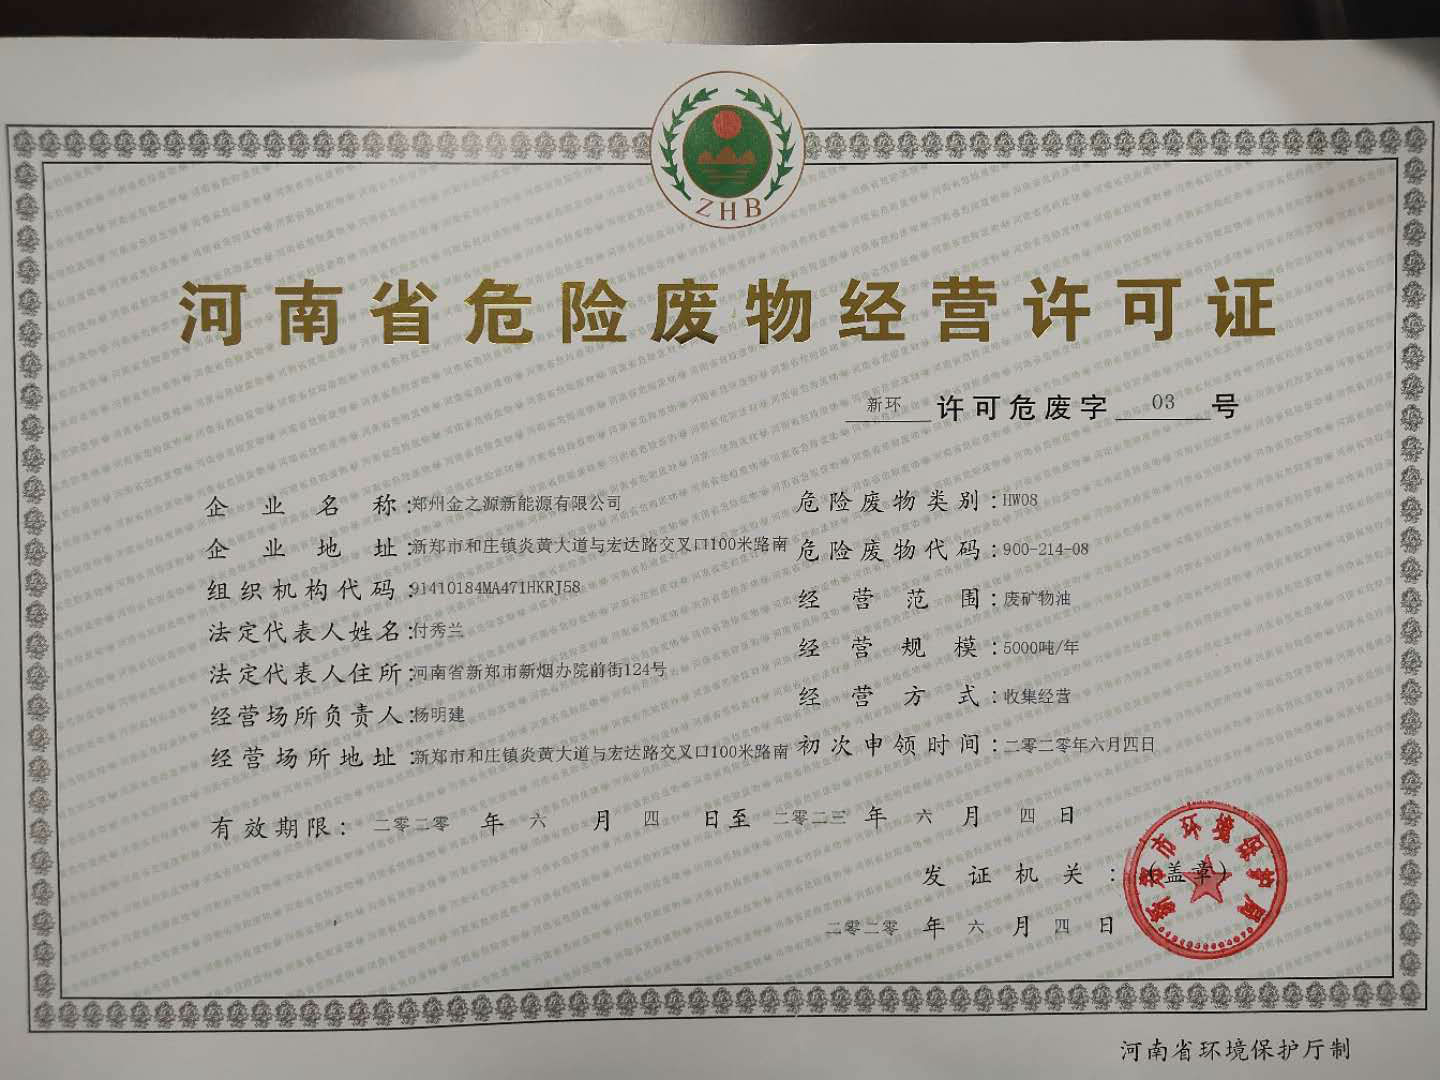 ZHB
河南省危险废物经营许可证
新环 许可危废字 03 号
企业名称:郑州金之源新能源有限公司
企业地址:新郑市和庄镇炎黄大道与宏达路交叉口100米路南
组织机构代码:91410184MA471HKRJ58
法定代表人姓名:付秀兰
法定代表人住所:河南省新郑市新烟办院前街124号
经营场所负责人:杨明建
经营场所地址:新郑市和庄镇炎黄大道与宏达路交叉口100米路南
危险废物类别:HW08
危险废物代码:900-214-08
经营范围:废矿物油
经营规模:5000吨/年
经营方式:收集经营
初次申领时间:二零二零年六月四日
有效期限:二零二零年六月四日至二零二三年六月四日
发证机关:(盖章)
新郑市环境保护局
二零二零年六月四日
河南省环境保护厅制